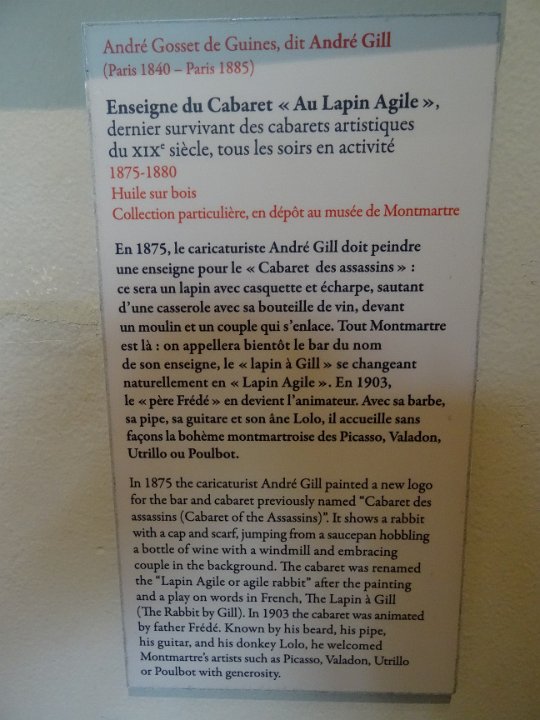 André Gosset de Guines, dit André Gill
(Paris 1840 – Paris 1885)
Enseigne du Cabaret « Au Lapin Agile »,
dernier survivant des cabarets artistiques
du XIXe siècle, tous les soirs en activité
1875-1880
Huile sur bois
Collection particulière, en dépôt au musée de Montmartre
En 1875, le caricaturiste André Gill doit peindre
une enseigne pour le « Cabaret des assassins » :
ce sera un lapin avec casquette et écharpe, sautant
d’une casserole avec sa bouteille de vin, devant
un moulin et un couple qui s’enlace. Tout Montmartre
est là : on appellera bientôt le bar du nom
de son enseigne, le « lapin à Gill » se changeant
naturellement en « Lapin Agile ». En 1903,
le « père Frédé » en devient l’animateur. Avec sa barbe,
sa pipe, sa guitare et son âne Lolo, il accueille sans
façons la bohème montmartroise des Picasso, Valadon,
Utrillo ou Poulbot.
In 1875 the caricaturist André Gill painted a new logo
for the bar and cabaret previously named “Cabaret des
assassins (Cabaret of the Assassins)”. It shows a rabbit
with a cap and scarf, jumping from a saucepan hobbling
a bottle of wine with a windmill and embracing
couple in the background. The cabaret was renamed
the “Lapin Agile or agile rabbit” after the painting
and a play on words in French, The Lapin à Gill
(The Rabbit by Gill). In 1903 the cabaret was animated
by father Frédé. Known by his beard, his pipe,
his guitar, and his donkey Lolo, he welcomed
Montmartre’s artists such as Picasso, Valadon, Utrillo
or Poulbot with generosity.